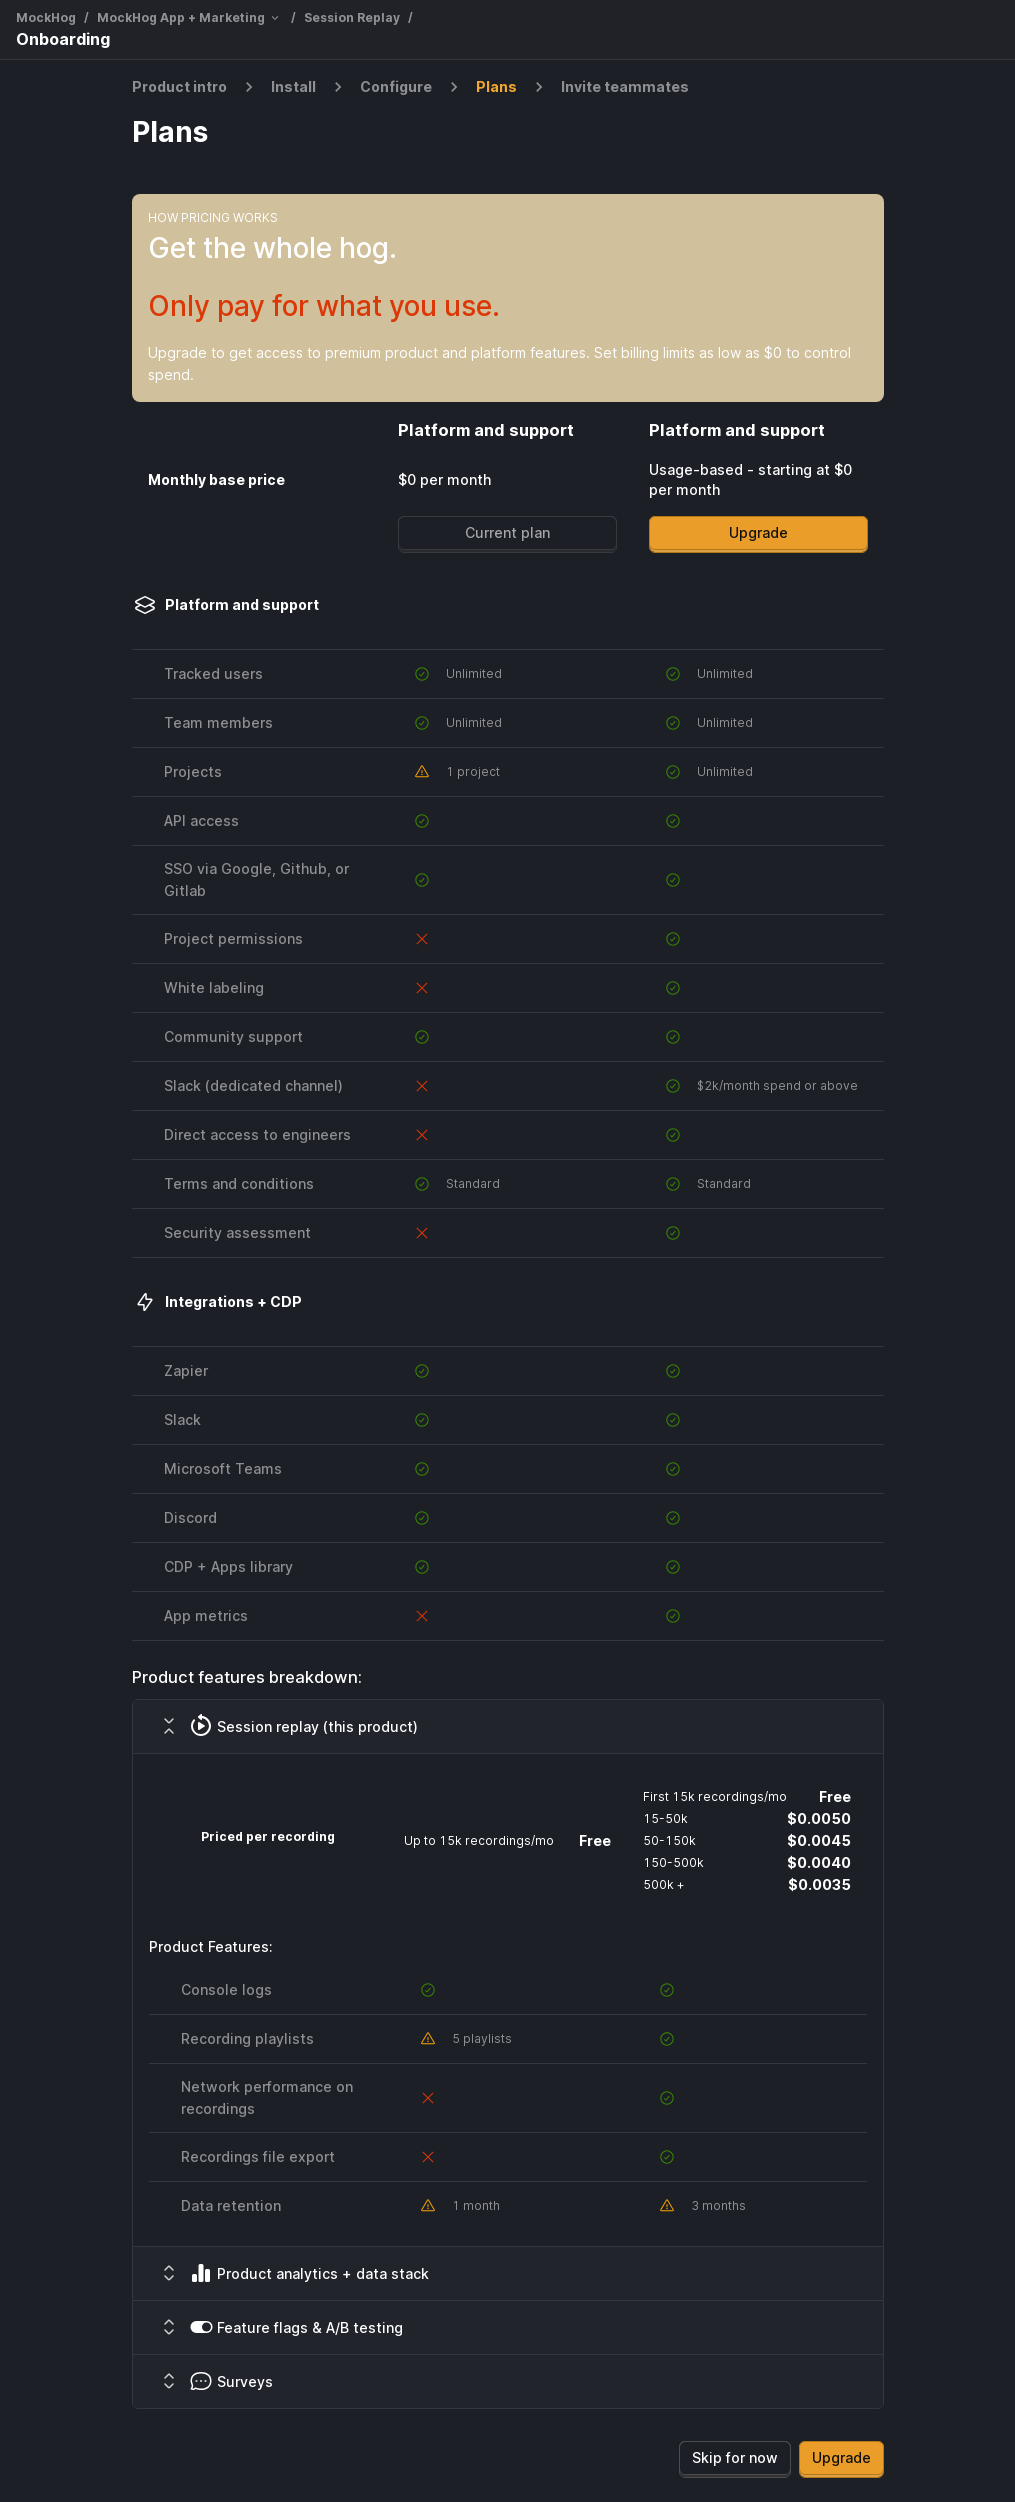 MockHog / MockHog App + Marketing / Session Replay /
Onboarding
Product intro Install Configure Plans Invite teammates
Plans
HOW PRICING WORKS
Get the whole hog.
Only pay for what you use.
Upgrade to get access to premium product and platform features. Set billing limits as low as $0 to control
spend.
Platform and support Platform and support
Monthly base price $0 per month Usage-based - starting at $0
per month
Current plan Upgrade
Platform and support
Tracked users Unlimited Unlimited
Team members Unlimited Unlimited
Projects 1 project Unlimited
API access
SSO via Google, Github, or
Gitlab
Project permissions
White labeling
Community support
Slack (dedicated channel) $2k/month spend or above
Direct access to engineers
Terms and conditions Standard Standard
Security assessment
Integrations + CDP
Zapier
Slack
Microsoft Teams
Discord
CDP + Apps library
App metrics
Product features breakdown:
Session replay (this product)
Priced per recording
Up to 15k recordings/mo Free
First 15k recordings/mo Free
15-50k $0.0050
50-150k $0.0045
150-500k $0.0040
500k + $0.0035
Product Features:
Console logs
Recording playlists 5 playlists
Network performance on
recordings
Recordings file export
Data retention 1 month 3 months
Product analytics + data stack
Feature flags & A/B testing
Surveys
Skip for now Upgrade